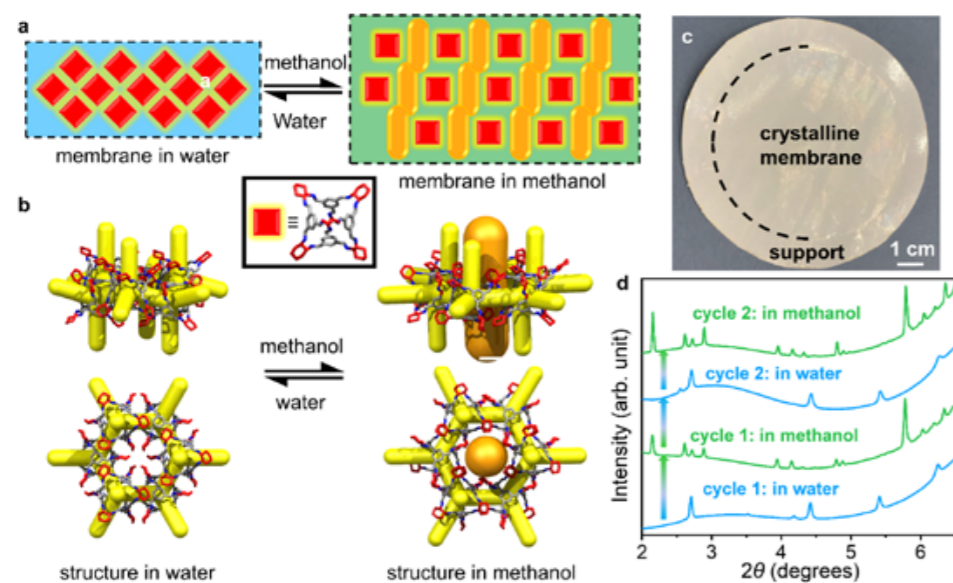 a
methanol
Water
a
membrane in water
membrane in methanol
b
≡
methanol
water
structure in water
structure in methanol
c
crystalline
membrane
support
1 cm
d
cycle 2: in methanol
cycle 2: in water
cycle 1: in methanol
cycle 1: in water
Intensity (arb. unit)
2 3 4 5 6
2θ (degrees)